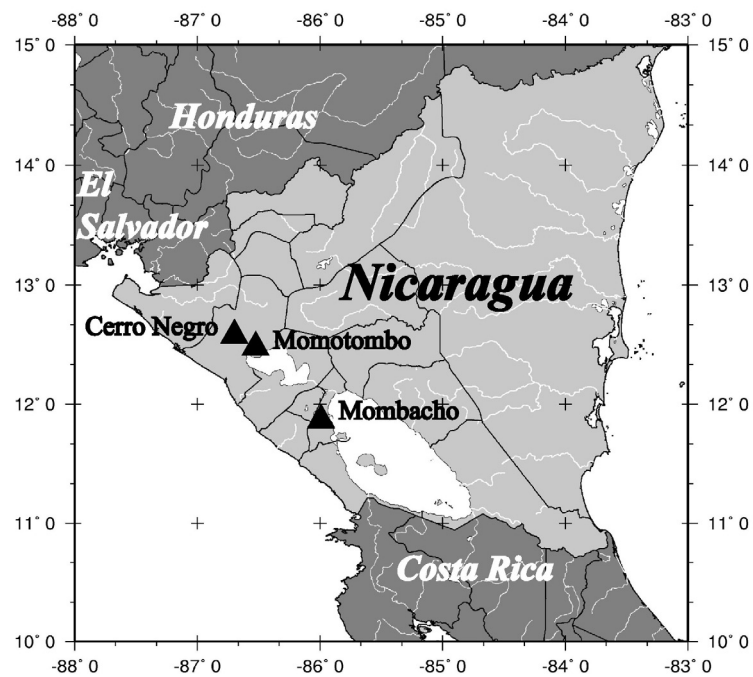 -88° 0 -87° 0 -86° 0 -85° 0 -84° 0 -83° 0
15° 0 15° 0
Honduras
14° 0 14° 0
El
Salvador
13° 0 Nicaragua 13° 0
Cerro Negro
Momotombo
12° 0 Mombacho 12° 0
11° 0 11° 0
Costa Rica
10° 0 10° 0
-88° 0 -87° 0 -86° 0 -85° 0 -84° 0 -83° 0